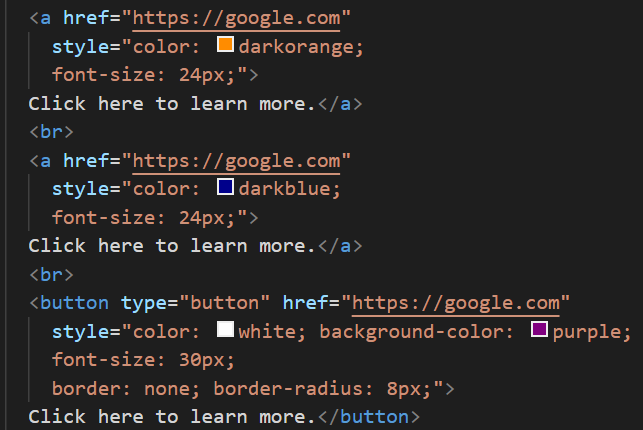 <a href="https://google.com"
style="color: darkorange;
font-size: 24px;">
Click here to learn more.</a>
<br>
<a href="https://google.com"
style="color: darkblue;
font-size: 24px;">
Click here to learn more.</a>
<br>
<button type="button" href="https://google.com"
style="color: white; background-color: purple;
font-size: 30px;
border: none; border-radius: 8px;">
Click here to learn more.</button>